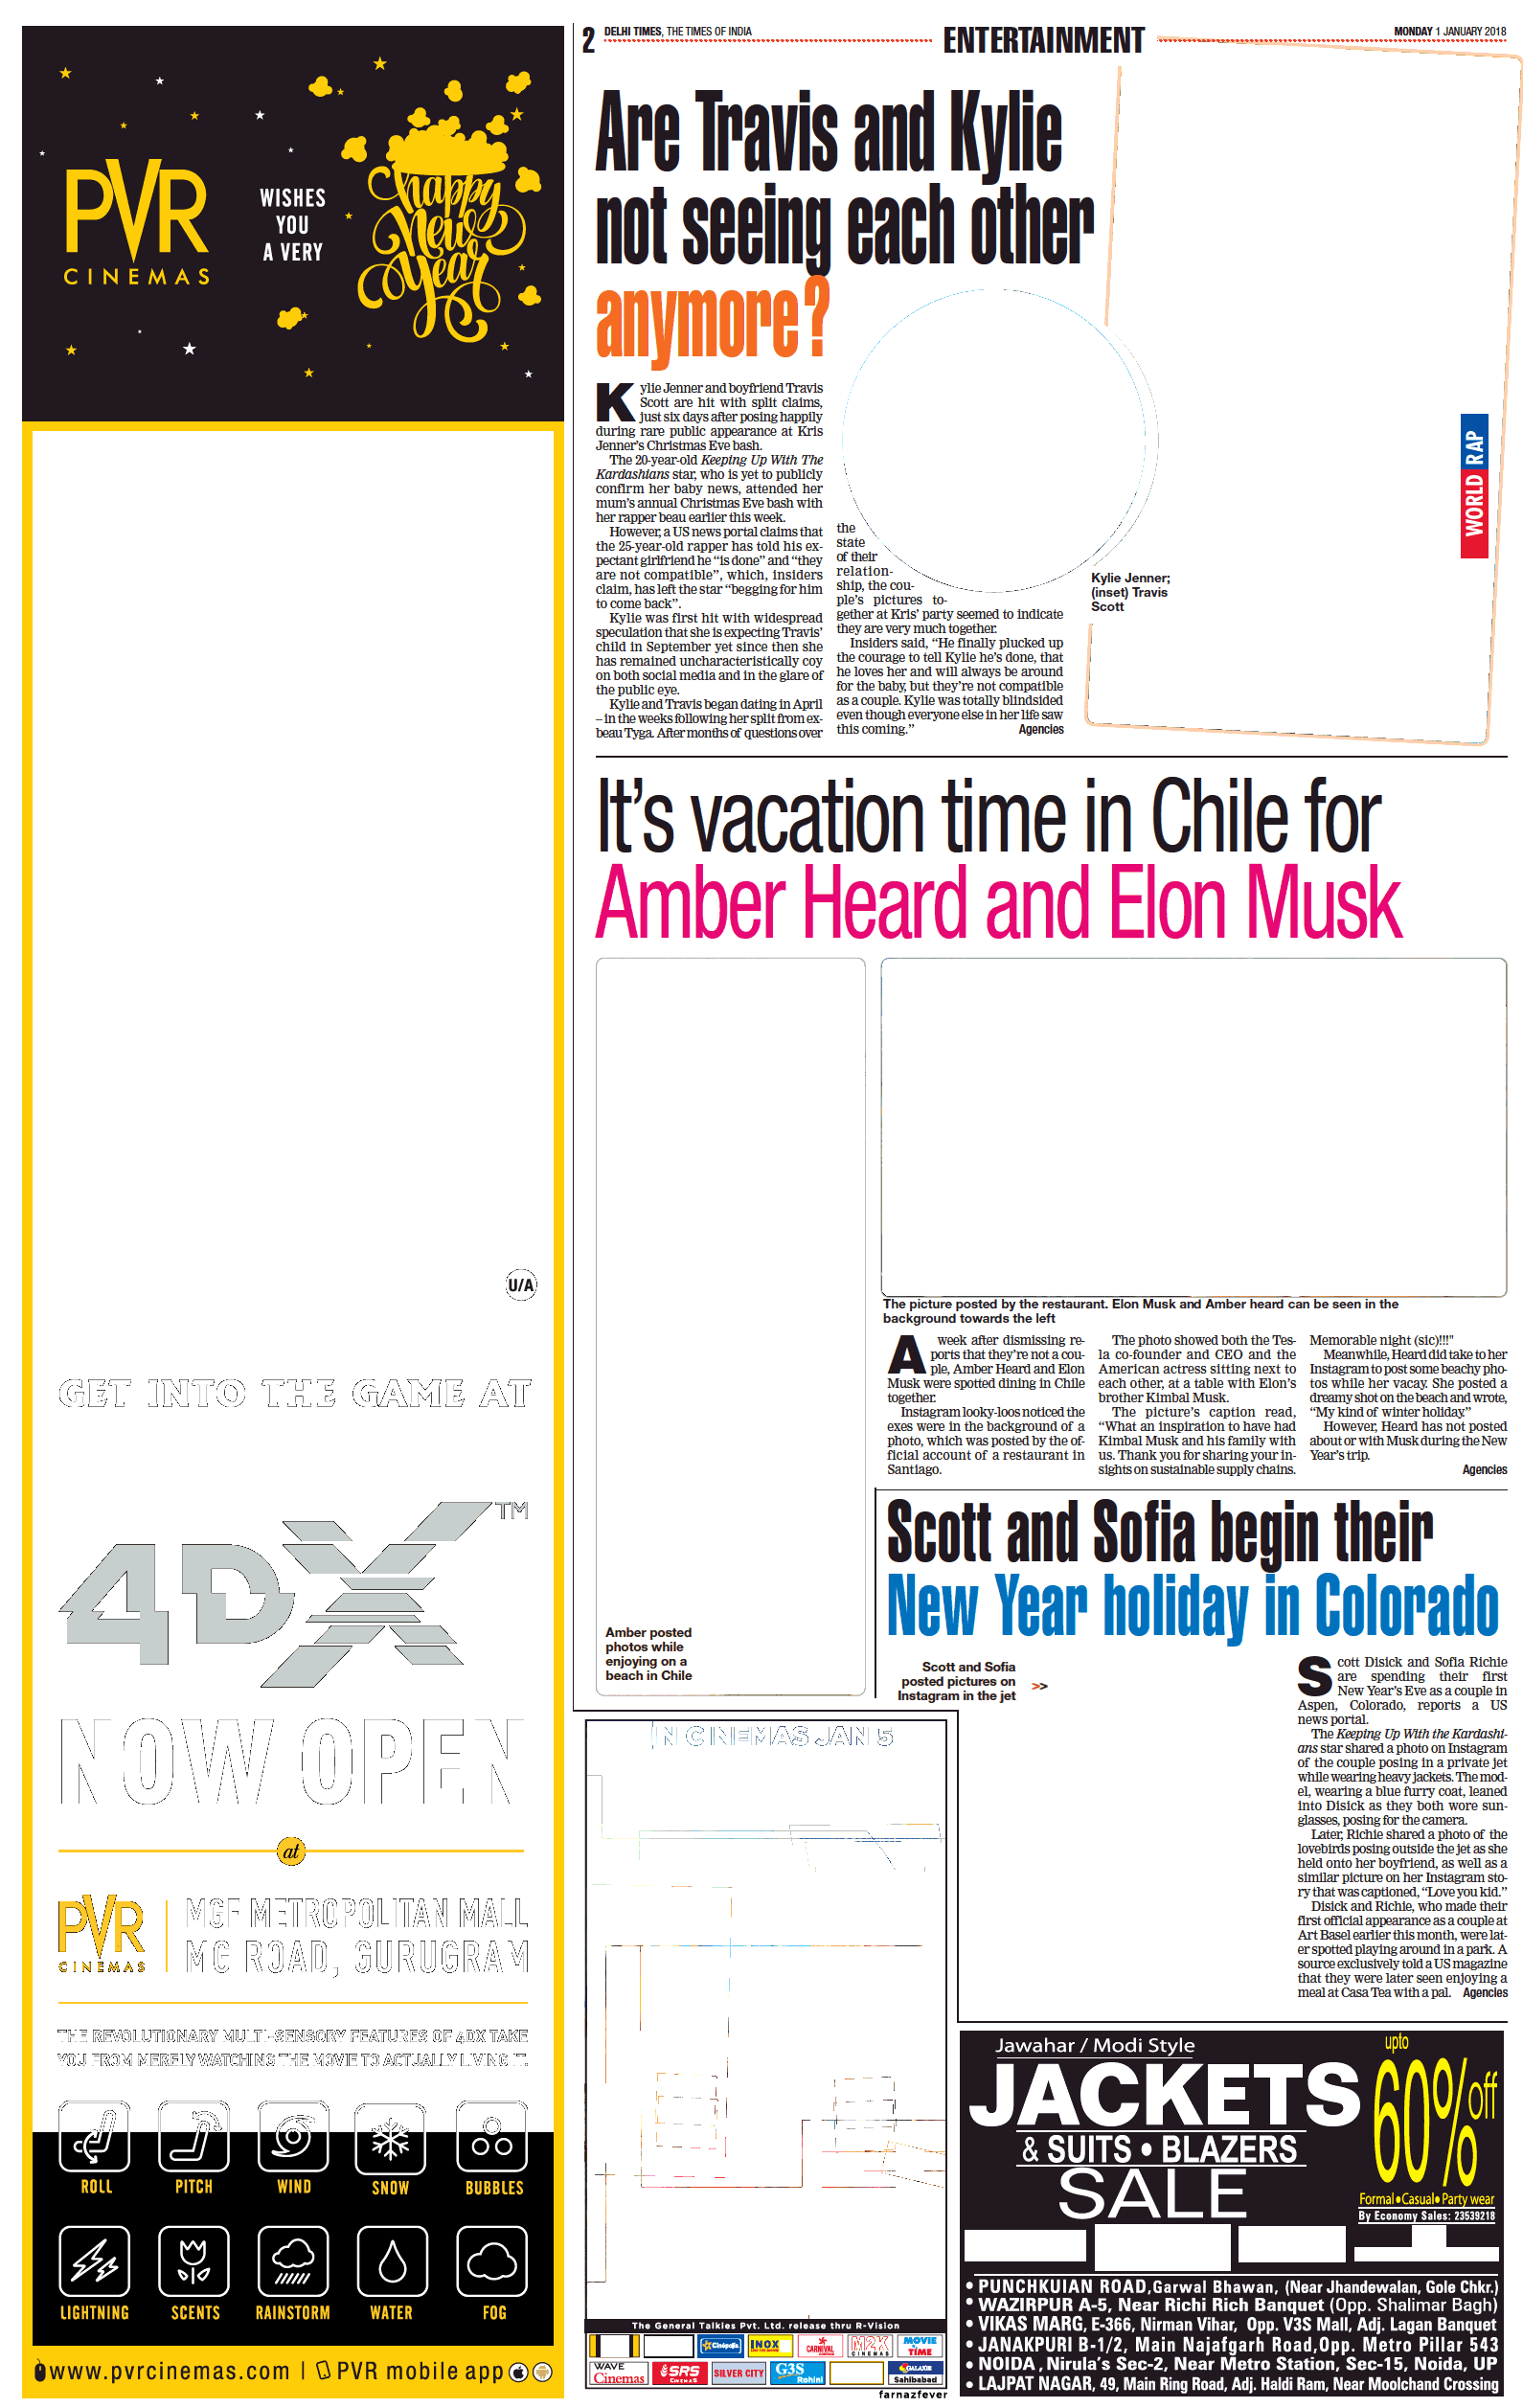 PVR
CINEMAS
WISHES
YOU
A VERY
happy
New
Year
U/A
GET INTO THE GAME AT
4DX™
NOW OPEN
at
PVR
CINEMAS
MGF METROPOLITAN MALL
MG ROAD, GURUGRAM
THE REVOLUTIONARY MULTI-SENSORY FEATURES OF 4DX TAKE
YOU FROM MERELY WATCHING THE MOVIE TO ACTUALLY LIVING IT.
ROLL PITCH WIND SNOW BUBBLES
LIGHTNING SCENTS RAINSTORM WATER FOG
www.pvrcinemas.com | PVR mobile app
2 DELHI TIMES, THE TIMES OF INDIA
ENTERTAINMENT
MONDAY 1 JANUARY 2018
Are Travis and Kylie
not seeing each other
anymore?
Kylie Jenner and boyfriend Travis
Scott are hit with split claims,
just six days after posing happily
during rare public appearance at Kris
Jenner's Christmas Eve bash.
The 20-year-old Keeping Up With The
Kardashians star, who is yet to publicly
confirm her baby news, attended her
mum's annual Christmas Eve bash with
her rapper beau earlier this week.
However, a US news portal claims that
the 25-year-old rapper has told his ex-
pectant girlfriend he "is done" and "they
are not compatible", which, insiders
claim, has left the star "begging for him
to come back".
Kylie was first hit with widespread
speculation that she is expecting Travis'
child in September yet since then she
has remained uncharacteristically coy
on both social media and in the glare of
the public eye.
Kylie and Travis began dating in April
– in the weeks following her split from ex-
beau Tyga. After months of questions over
the
state
of their
relation-
ship, the cou-
ple's pictures to-
gether at Kris' party seemed to indicate
they are very much together.
Insiders said, "He finally plucked up
the courage to tell Kylie he's done, that
he loves her and will always be around
for the baby, but they're not compatible
as a couple. Kylie was totally blindsided
even though everyone else in her life saw
this coming." Agencies
Kylie Jenner;
(inset) Travis
Scott
WORLD RAP
It's vacation time in Chile for
Amber Heard and Elon Musk
The picture posted by the restaurant. Elon Musk and Amber heard can be seen in the
background towards the left
A week after dismissing re-
ports that they're not a cou-
ple, Amber Heard and Elon
Musk were spotted dining in Chile
together.
Instagram looky-loos noticed the
exes were in the background of a
photo, which was posted by the of-
ficial account of a restaurant in
Santiago.
The photo showed both the Tes-
la co-founder and CEO and the
American actress sitting next to
each other, at a table with Elon's
brother Kimbal Musk.
The picture's caption read,
"What an inspiration to have had
Kimbal Musk and his family with
us. Thank you for sharing your in-
sights on sustainable supply chains.
Memorable night (sic)!!!"
Meanwhile, Heard did take to her
Instagram to post some beachy pho-
tos while her vacay. She posted a
dreamy shot on the beach and wrote,
"My kind of winter holiday."
However, Heard has not posted
about or with Musk during the New
Year's trip.
Agencies
Amber posted
photos while
enjoying on a
beach in Chile
Scott and Sofia begin their
New Year holiday in Colorado
Scott and Sofia
posted pictures on >>
Instagram in the jet
Scott Disick and Sofia Richie
are spending their first
New Year's Eve as a couple in
Aspen, Colorado, reports a US
news portal.
The Keeping Up With the Kardashi-
ans star shared a photo on Instagram
of the couple posing in a private jet
while wearing heavy jackets. The mod-
el, wearing a blue furry coat, leaned
into Disick as they both wore sun-
glasses, posing for the camera.
Later, Richie shared a photo of the
lovebirds posing outside the jet as she
held onto her boyfriend, as well as a
similar picture on her Instagram sto-
ry that was captioned, "Love you kid."
Disick and Richie, who made their
first official appearance as a couple at
Art Basel earlier this month, were lat-
er spotted playing around in a park. A
source exclusively told a US magazine
that they were later seen enjoying a
meal at Casa Tea with a pal. Agencies
IN CINEMAS JAN 5
The General Talkies Pvt. Ltd. release thru R-Vision
Cinépolis INOX CARNIVAL CINEMAS M2K CINEMAS MOVIE TIME
WAVE Cinemas SRS CINEMAS SILVER CITY G3S Rohini GALAXIE Sahibabad
farnazfever
Jawahar / Modi Style
JACKETS
& SUITS • BLAZERS
SALE
upto
60% off
Formal • Casual • Party wear
By Economy Sales: 23539218
• PUNCHKUIAN ROAD, Garwal Bhawan, (Near Jhandewalan, Gole Chkr.)
• WAZIRPUR A-5, Near Richi Rich Banquet (Opp. Shalimar Bagh)
• VIKAS MARG, E-366, Nirman Vihar, Opp. V3S Mall, Adj. Lagan Banquet
• JANAKPURI B-1/2, Main Najafgarh Road, Opp. Metro Pillar 543
• NOIDA, Nirula's Sec-2, Near Metro Station, Sec-15, Noida, UP
• LAJPAT NAGAR, 49, Main Ring Road, Adj. Haldi Ram, Near Moolchand Crossing